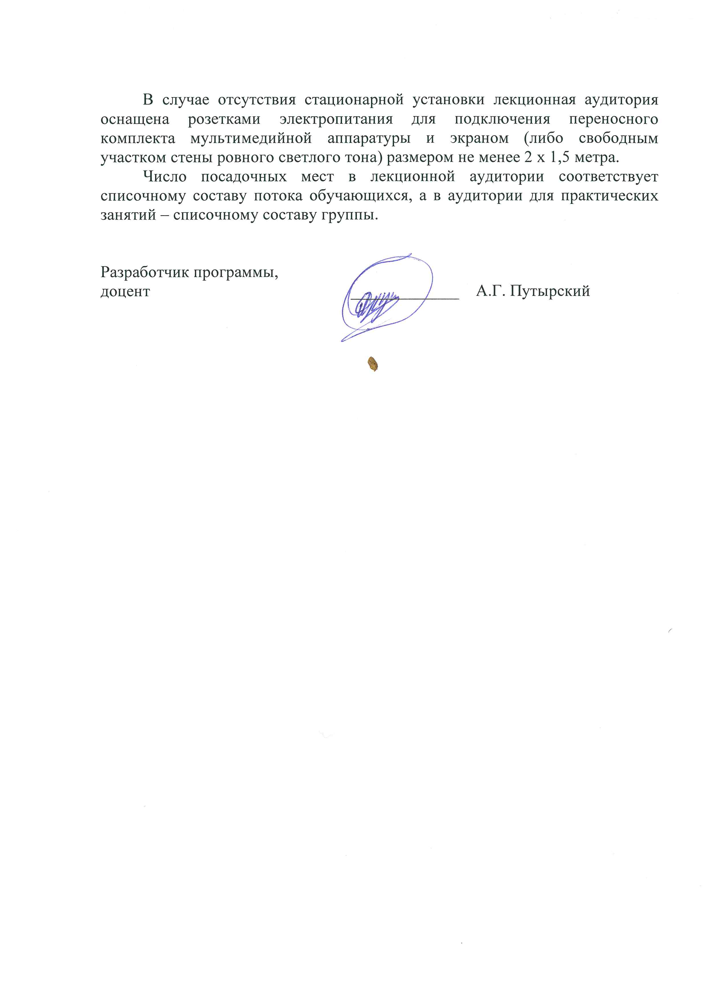 В случае отсутствия стационарной установки лекционная аудитория
оснащена розетками электропитания для подключения переносного
комплекта мультимедийной аппаратуры и экраном (либо свободным
участком стены ровного светлого тона) размером не менее 2 х 1,5 метра.
Число посадочных мест в лекционной аудитории соответствует
списочному составу потока обучающихся, а в аудитории для практических
занятий – списочному составу группы.
Разработчик программы,
доцент А.Г. Путырский